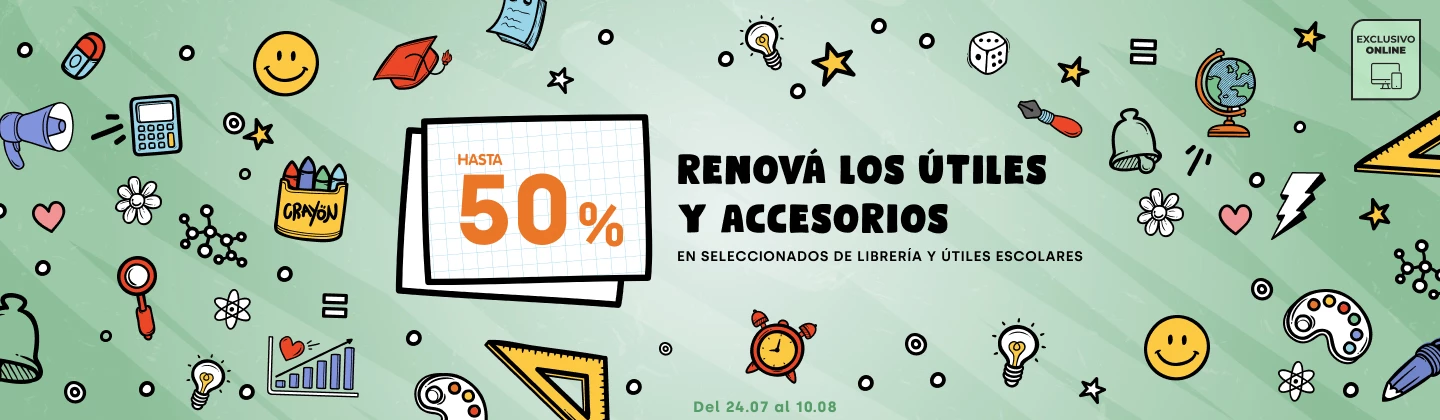 EXCLUSIVO
ONLINE
CRAYÖN
HASTA
50%
RENOVÁ LOS ÚTILES
Y ACCESORIOS
EN SELECCIONADOS DE LIBRERÍA Y ÚTILES ESCOLARES
Del 24.07 al 10.08